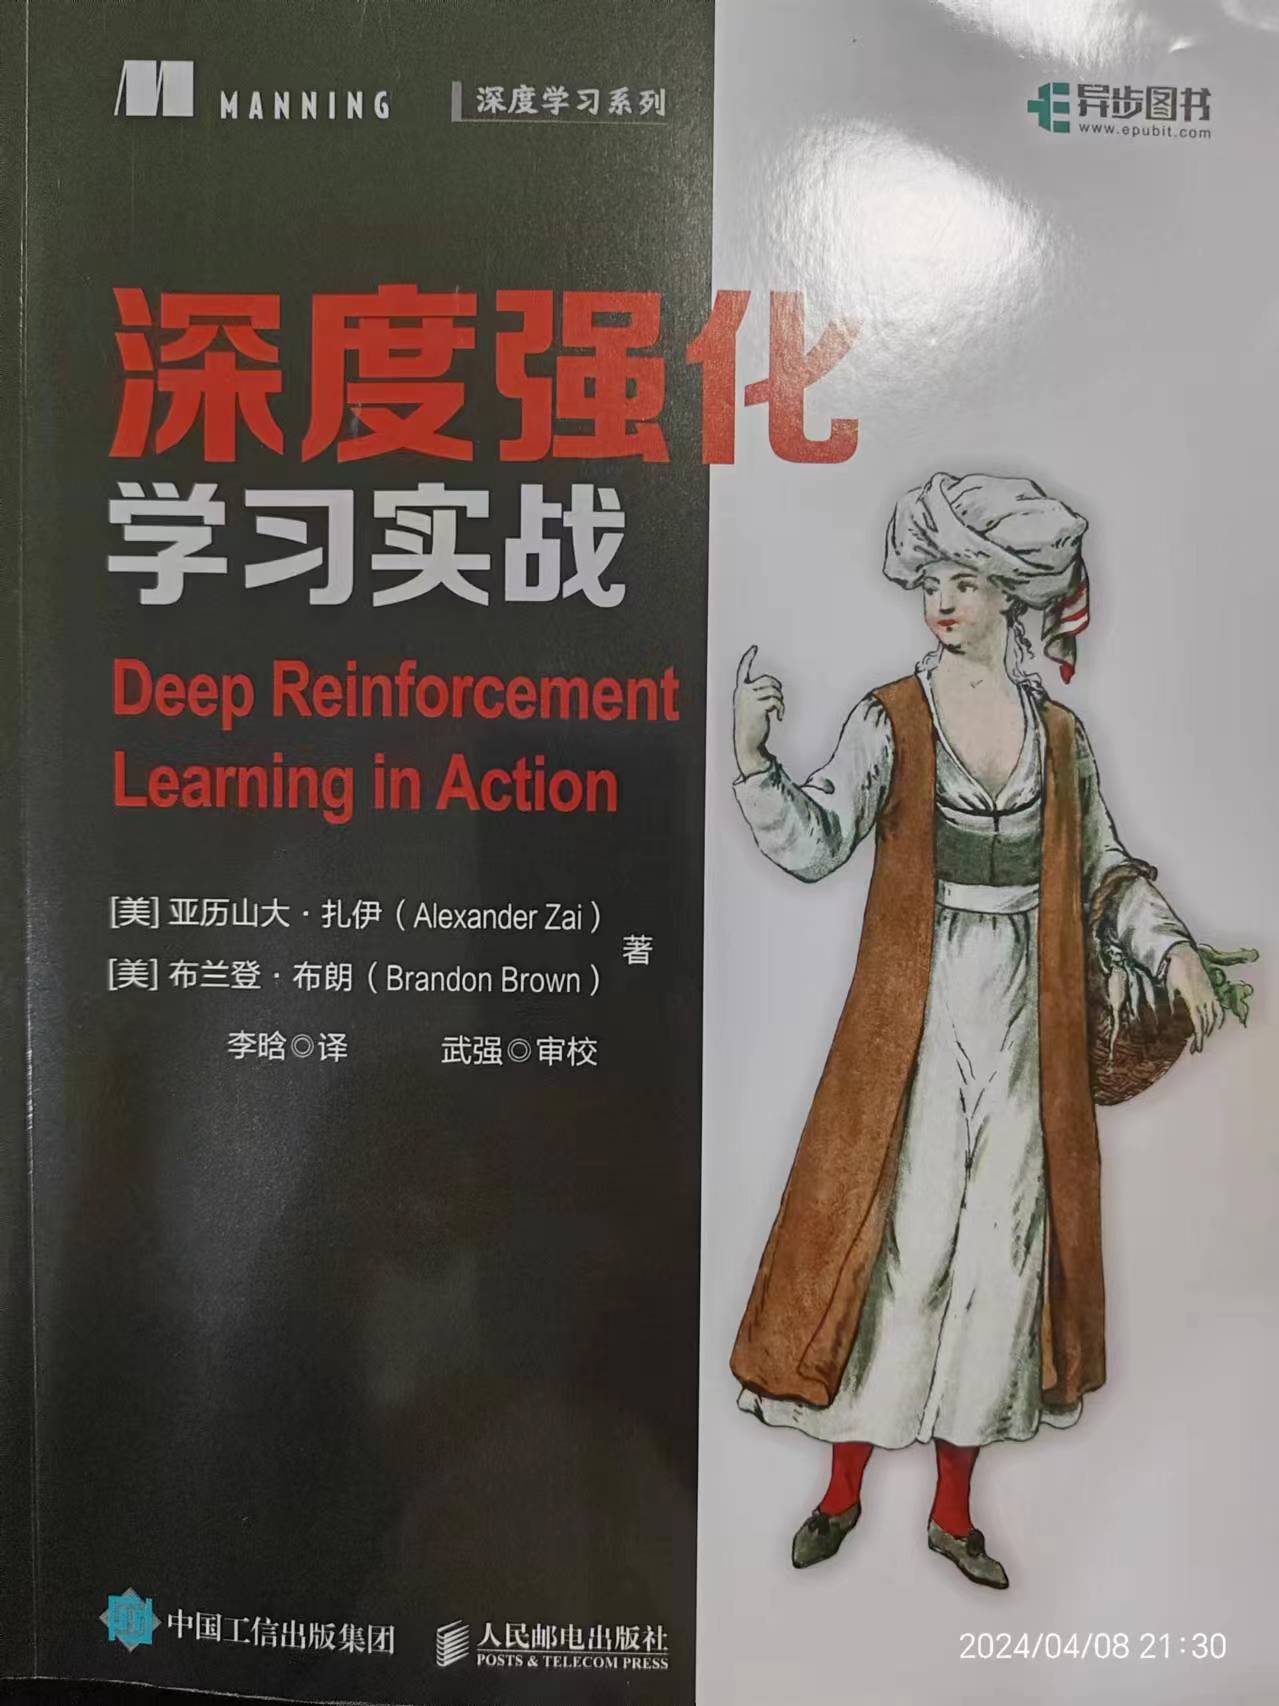 MANNING
深度学习系列
异步图书
www.epubit.com
深度强化
学习实战
Deep Reinforcement
Learning in Action
[美] 亚历山大·扎伊（Alexander Zai）
[美] 布兰登·布朗（Brandon Brown）
著
李晗◎译 武强◎审校
中国工信出版集团
人民邮电出版社
POSTS & TELECOM PRESS
2024/04/08 21:30